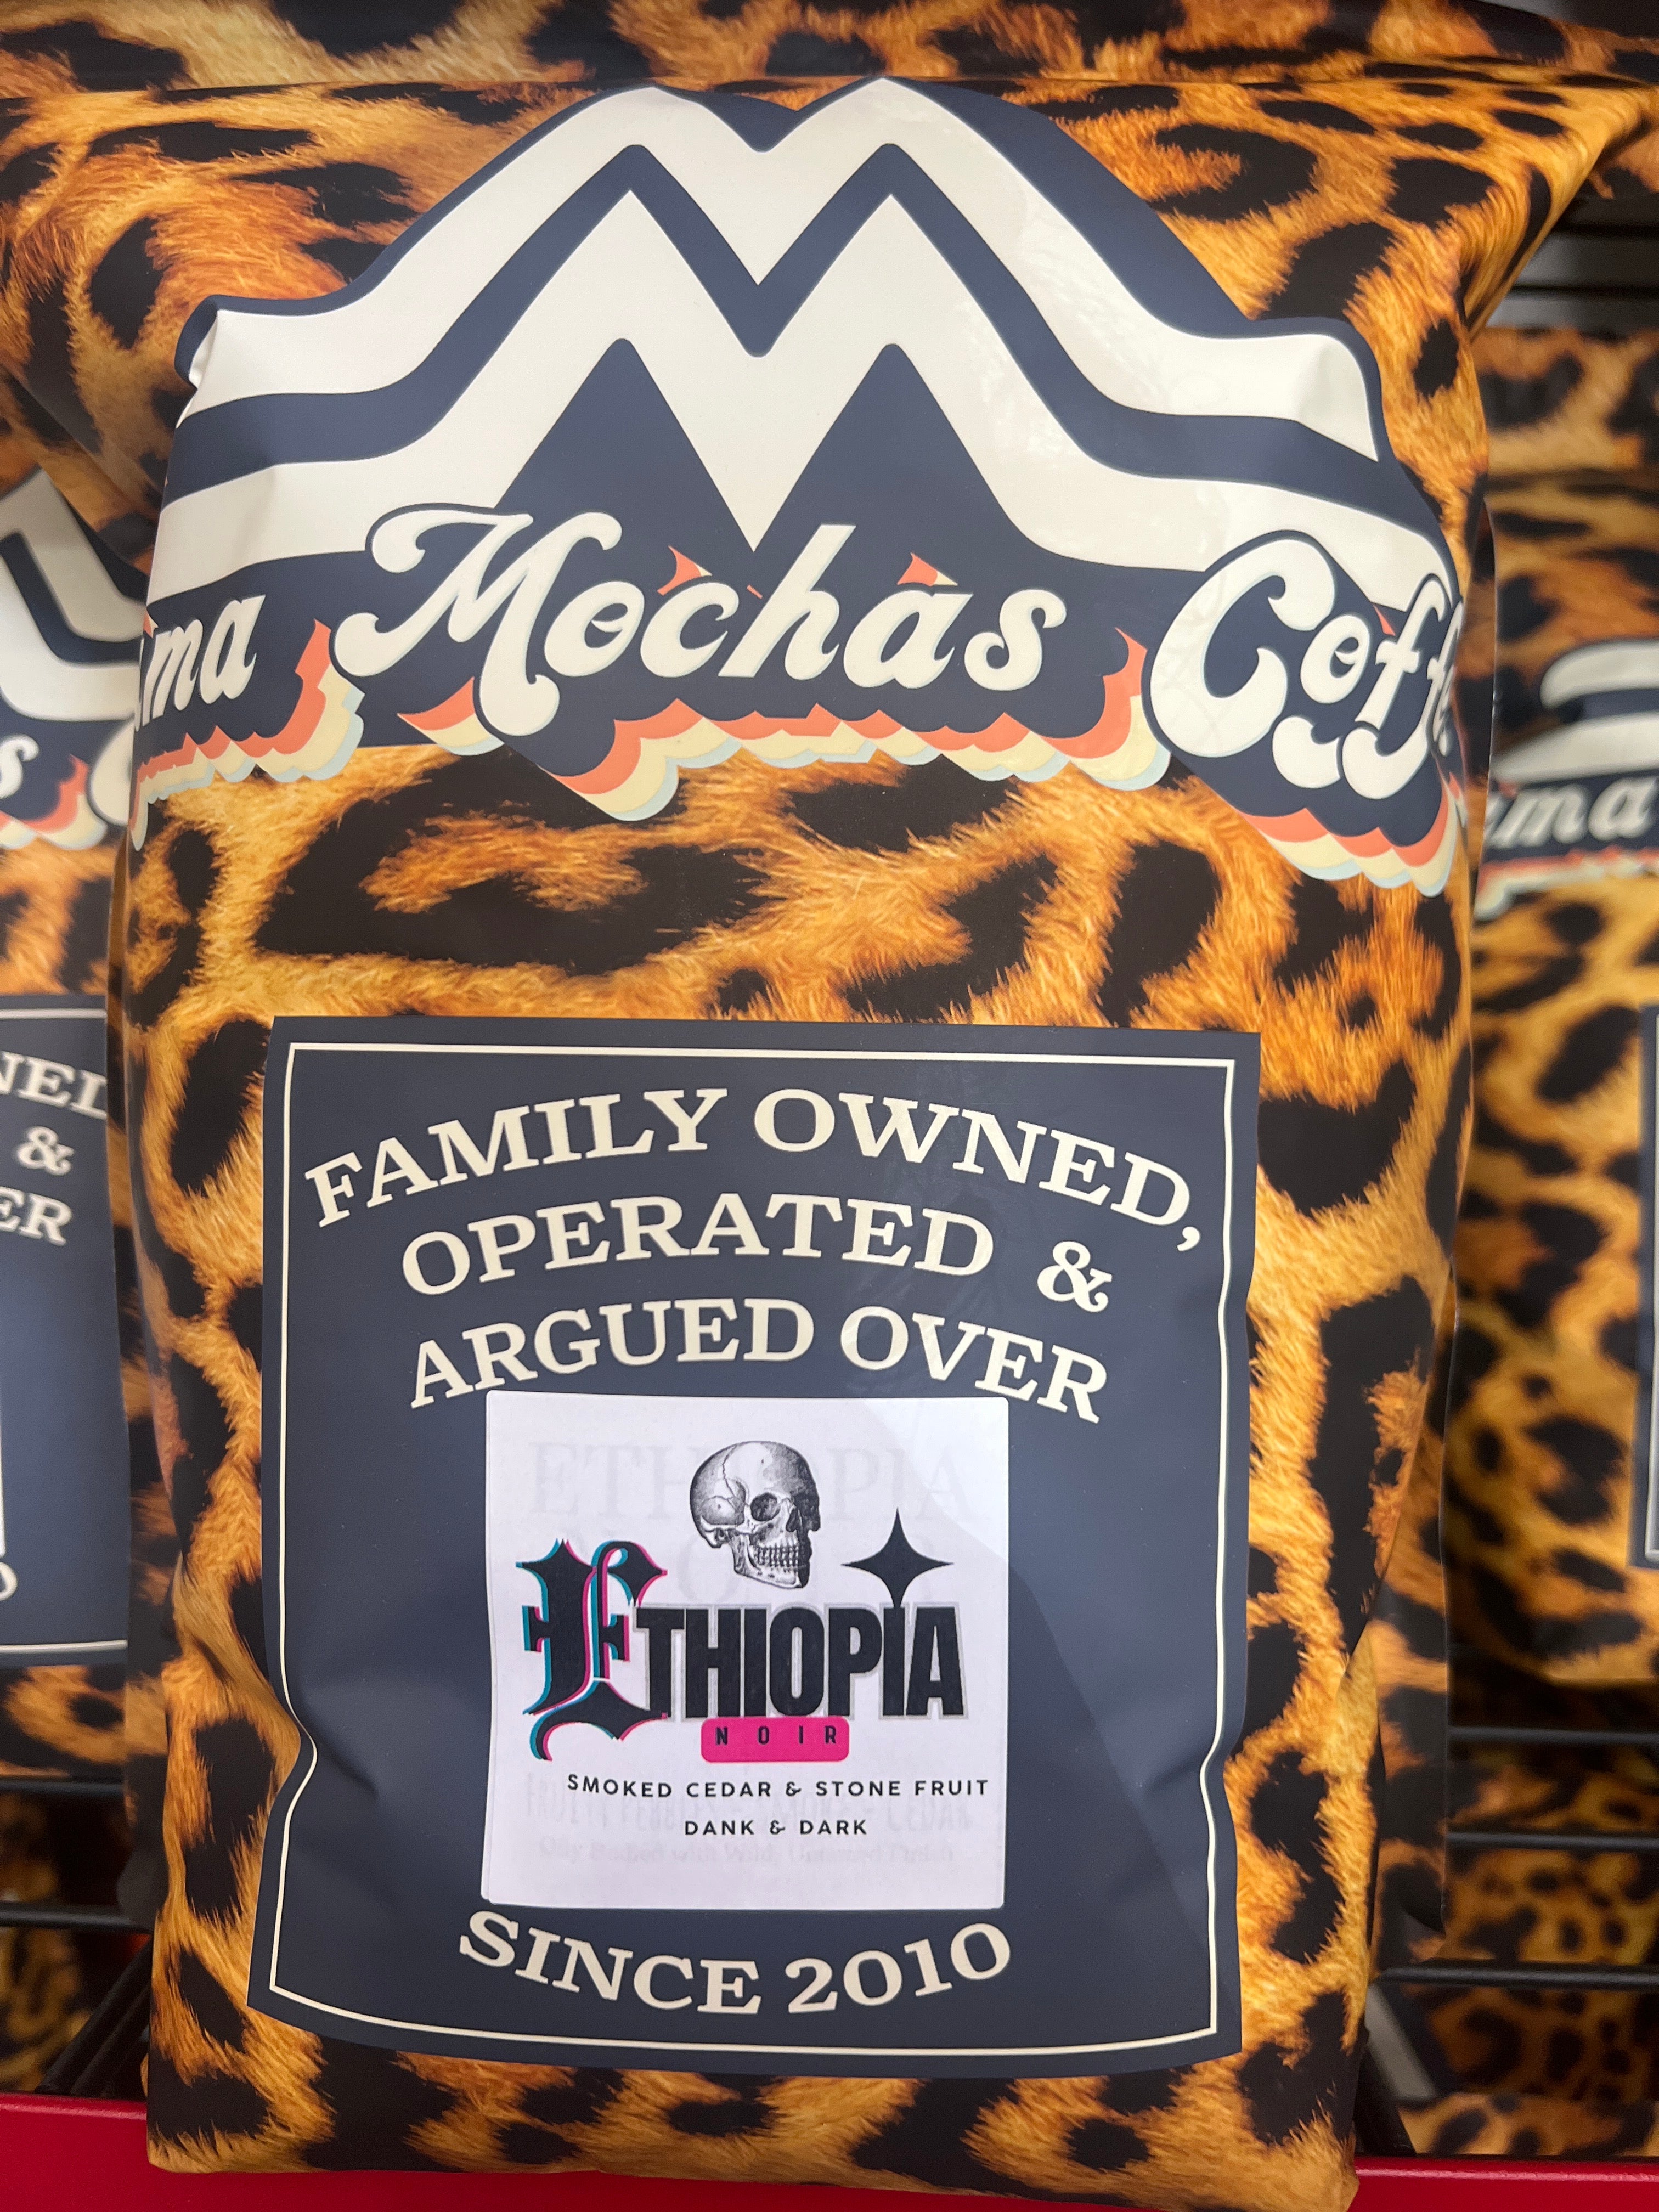 Mochas
FAMILY OWNED,
OPERATED &
ARGUED OVER
ETHIOPIA
NOIR
SMOKED CEDAR & STONE FRUIT
DANK & DARK
SINCE 2010
&